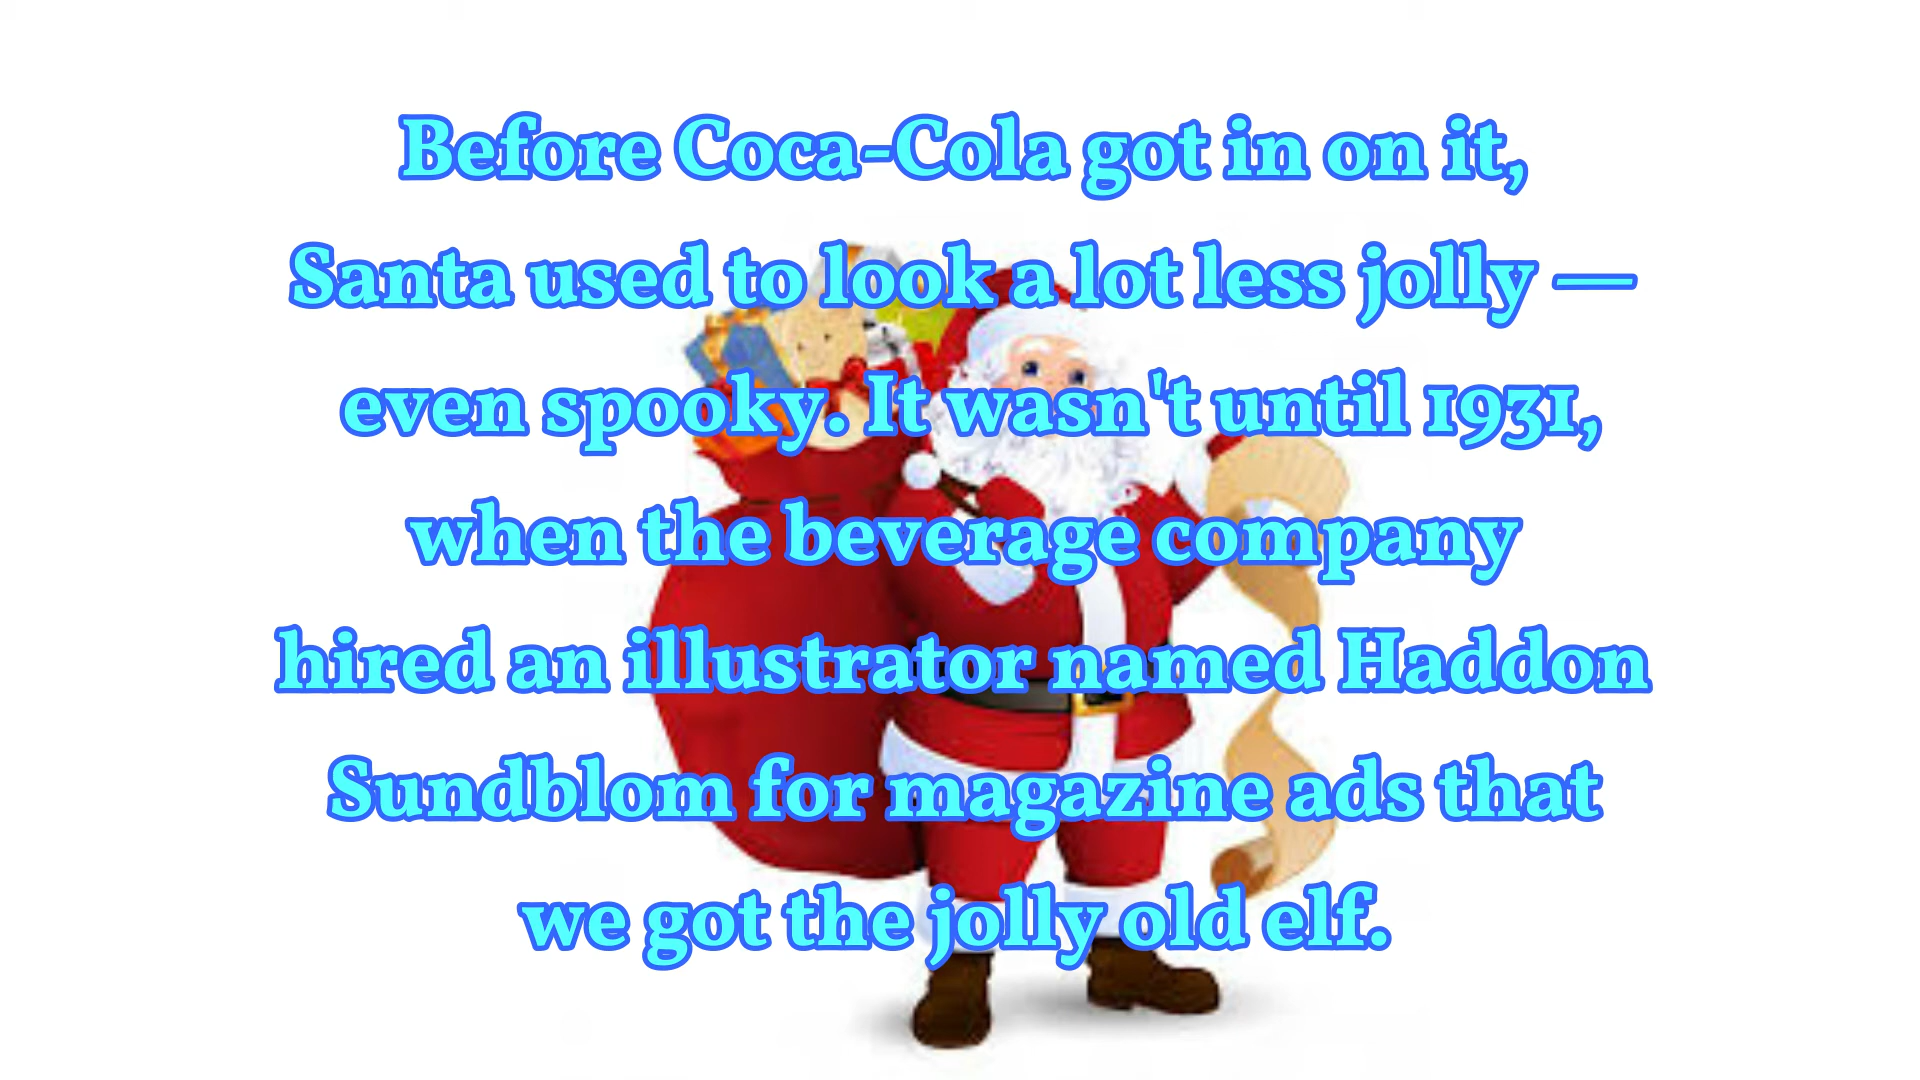 Before Coca-Cola got in on it,
Santa used to look a lot less jolly —
even spooky. It wasn't until 1931,
when the beverage company
hired an illustrator named Haddon
Sundblom for magazine ads that
we got the jolly old elf.